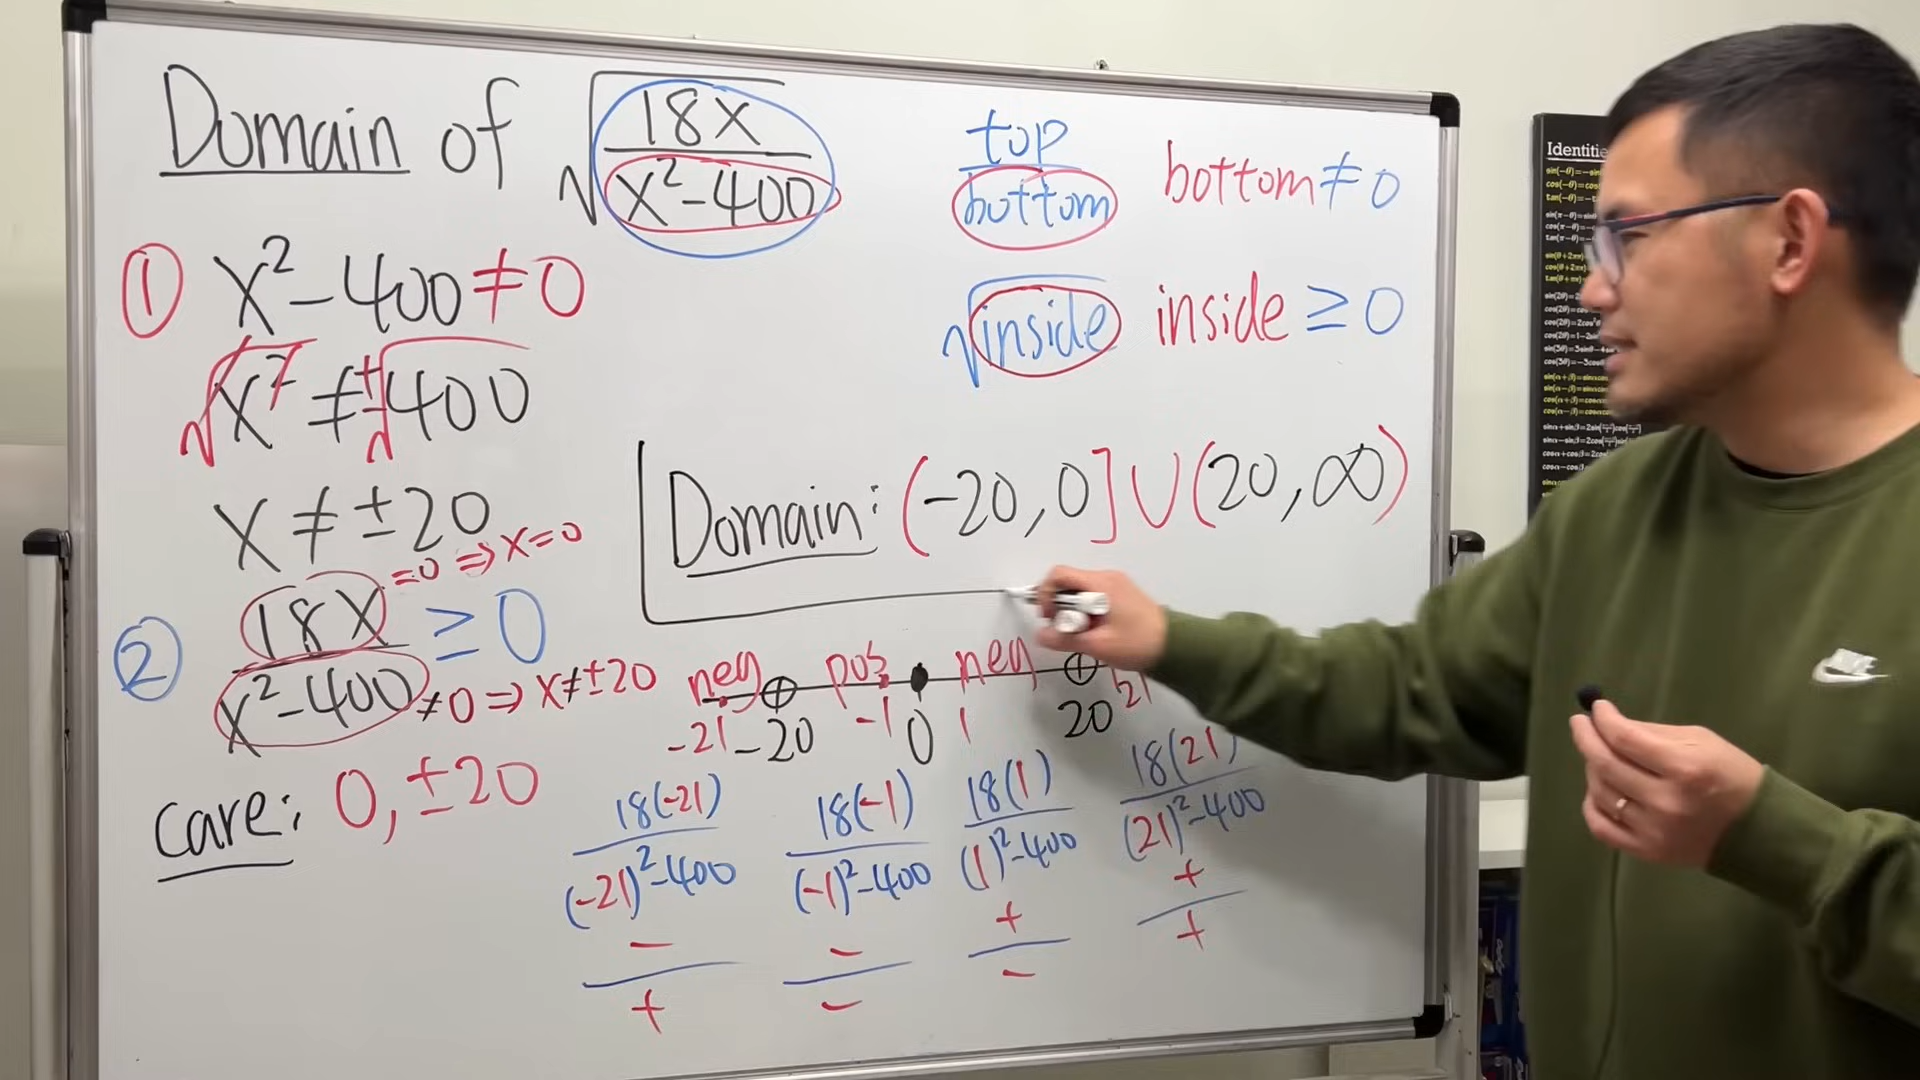 Domain of √(18x / x² - 400)
top / bottom bottom ≠ 0
√inside inside ≥ 0
① x² - 400 ≠ 0
√x² ≠ ±√400
x ≠ ±20
② 18x / x² - 400 ≥ 0
= 0 ⇒ x = 0
≠ 0 ⇒ x ≠ ±20
care: 0, ±20
Domain: (-20, 0] ∪ (20, ∞)
neg pos neg
-21 -20 -1 0 1 20 21
18(-21) / (-21)² - 400 18(-1) / (-1)² - 400 18(1) / (1)² - 400 18(21) / (21)² - 400
- / + - / - + / - + / +
Identitie